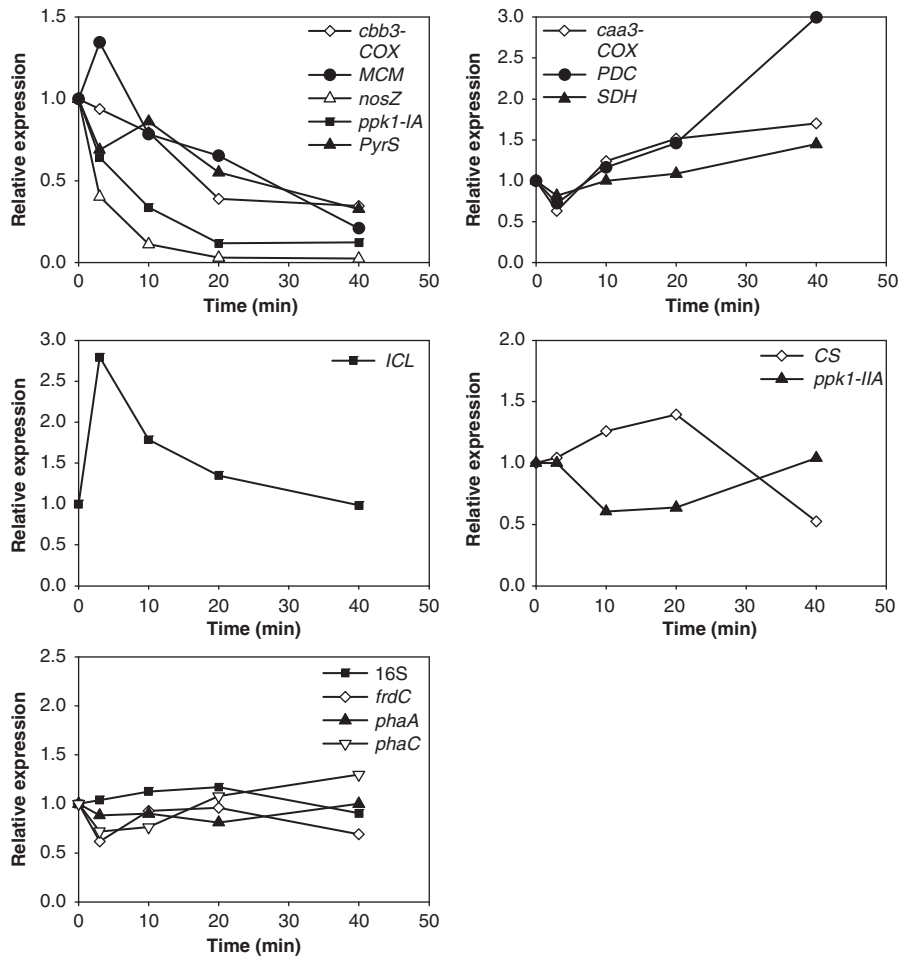 Relative expression
1.5
1.0
0.5
0.0
0 10 20 30 40 50
Time (min)
cbb3-
COX
MCM
nosZ
ppk1-IA
PyrS
Relative expression
3.0
2.5
2.0
1.5
1.0
0.5
0.0
0 10 20 30 40 50
Time (min)
caa3-
COX
PDC
SDH
Relative expression
3.0
2.5
2.0
1.5
1.0
0.5
0.0
0 10 20 30 40 50
Time (min)
ICL
Relative expression
2.0
1.5
1.0
0.5
0.0
0 10 20 30 40 50
Time (min)
CS
ppk1-IIA
Relative expression
2.5
2.0
1.5
1.0
0.5
0.0
0 10 20 30 40 50
Time (min)
16S
frdC
phaA
phaC